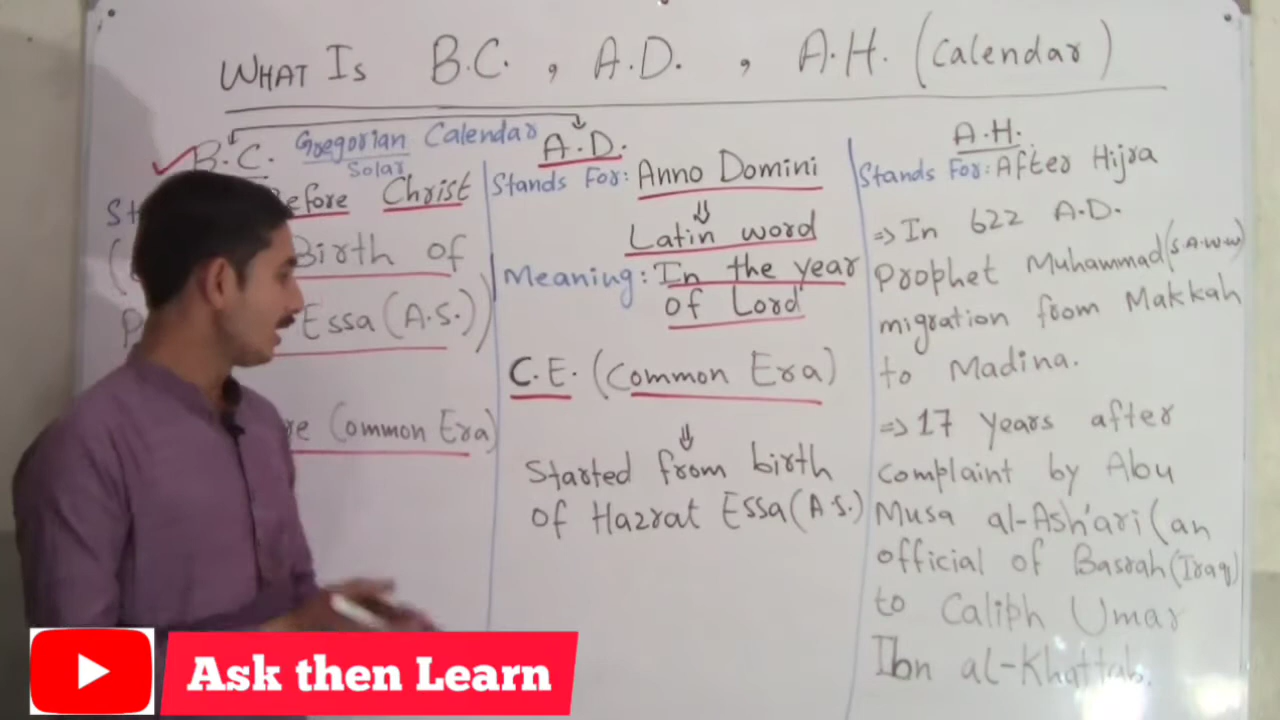 WHAT IS B.C. , A.D. , A.H. (Calendar)
Gregorian Calendar
Solar
B.C.
efore Christ
Birth of
Essa (A.S.))
Common Era)
A.D.
Stands For: Anno Domini
⇓
Latin word
Meaning: In the year
of Lord
C.E. (Common Era)
⇓
Started from birth
of Hazrat Essa (A.S.)
A.H.
Stands For: After Hijra
⇒ In 622 A.D.
Prophet Muhammad (S.A.W.W)
migration from Makkah
to Madina.
⇒ 17 years after
complaint by Abu
Musa al-Ash'ari (an
official of Basrah (Iraq)
to Caliph Umar
Ibn al-Khattab.
Ask then Learn